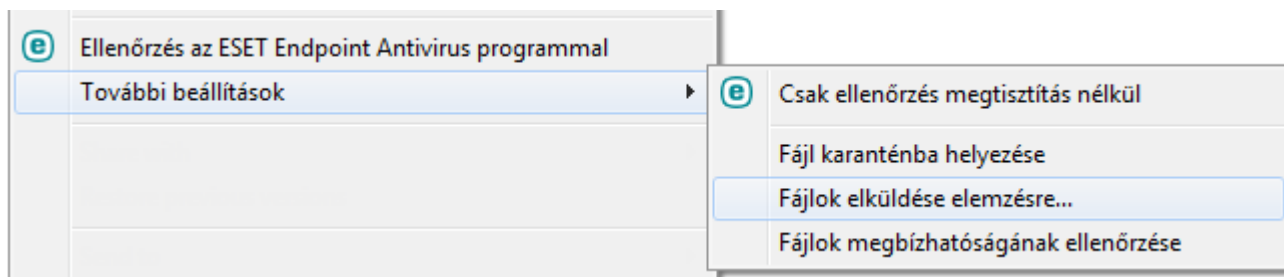 Ellenőrzés az ESET Endpoint Antivirus programmal
További beállítások
Csak ellenőrzés megtisztítás nélkül
Fájl karanténba helyezése
Fájlok elküldése elemzésre...
Fájlok megbízhatóságának ellenőrzése